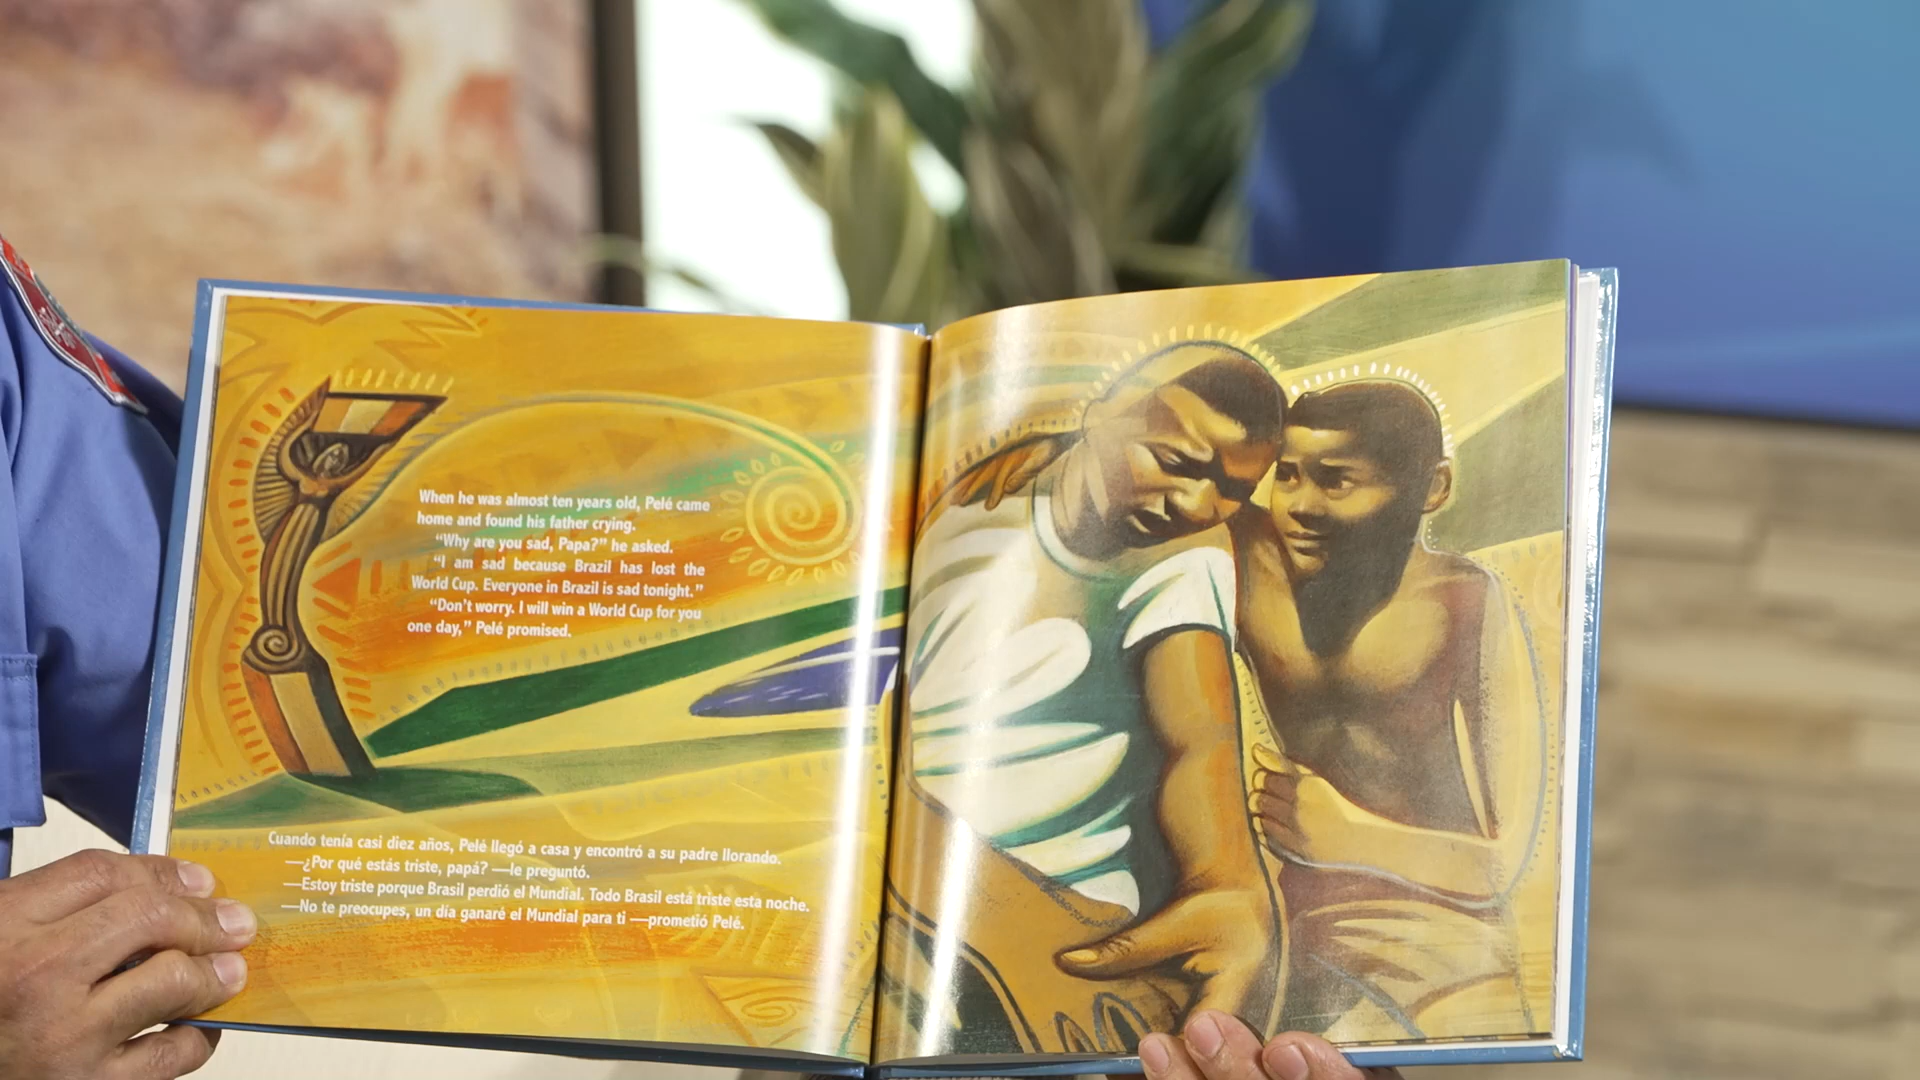 When he was almost ten years old, Pelé came
home and found his father crying.
“Why are you sad, Papa?” he asked.
“I am sad because Brazil has lost the
World Cup. Everyone in Brazil is sad tonight.”
“Don’t worry. I will win a World Cup for you
one day,” Pelé promised.
Cuando tenía casi diez años, Pelé llegó a casa y encontró a su padre llorando.
—¿Por qué estás triste, papá? —le preguntó.
—Estoy triste porque Brasil perdió el Mundial. Todo Brasil está triste esta noche.
—No te preocupes, un día ganaré el Mundial para ti —prometió Pelé.